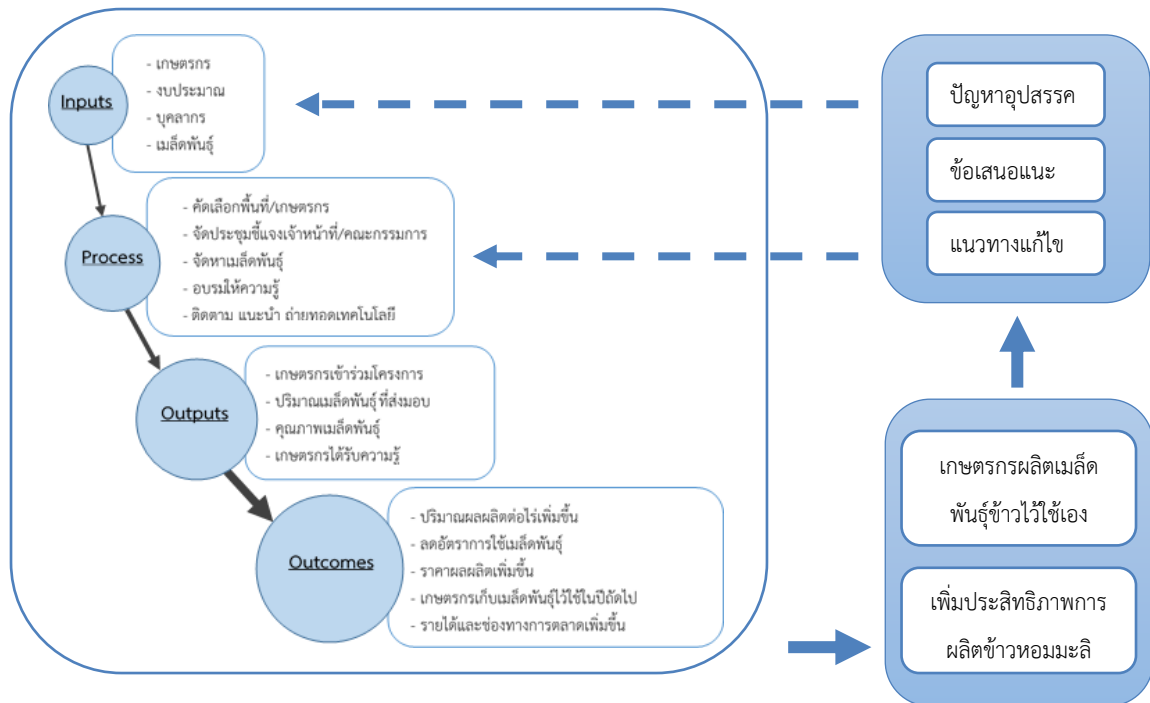 Inputs
- เกษตรกร
- งบประมาณ
- บุคลากร
- เมล็ดพันธุ์
Process
- คัดเลือกพื้นที่/เกษตรกร
- จัดประชุมชี้แจงเจ้าหน้าที่/คณะกรรมการ
- จัดหาเมล็ดพันธุ์
- อบรมให้ความรู้
- ติดตาม แนะนำ ถ่ายทอดเทคโนโลยี
Outputs
- เกษตรกรเข้าร่วมโครงการ
- ปริมาณเมล็ดพันธุ์ที่ส่งมอบ
- คุณภาพเมล็ดพันธุ์
- เกษตรกรได้รับความรู้
Outcomes
- ปริมาณผลผลิตต่อไร่เพิ่มขึ้น
- ลดอัตราการใช้เมล็ดพันธุ์
- ราคาผลผลิตเพิ่มขึ้น
- เกษตรกรเก็บเมล็ดพันธุ์ไว้ใช้ในปีถัดไป
- รายได้และช่องทางการตลาดเพิ่มขึ้น
ปัญหาอุปสรรค
ข้อเสนอแนะ
แนวทางแก้ไข
เกษตรกรผลิตเมล็ด
พันธุ์ข้าวไว้ใช้เอง
เพิ่มประสิทธิภาพการ
ผลิตข้าวหอมมะลิ